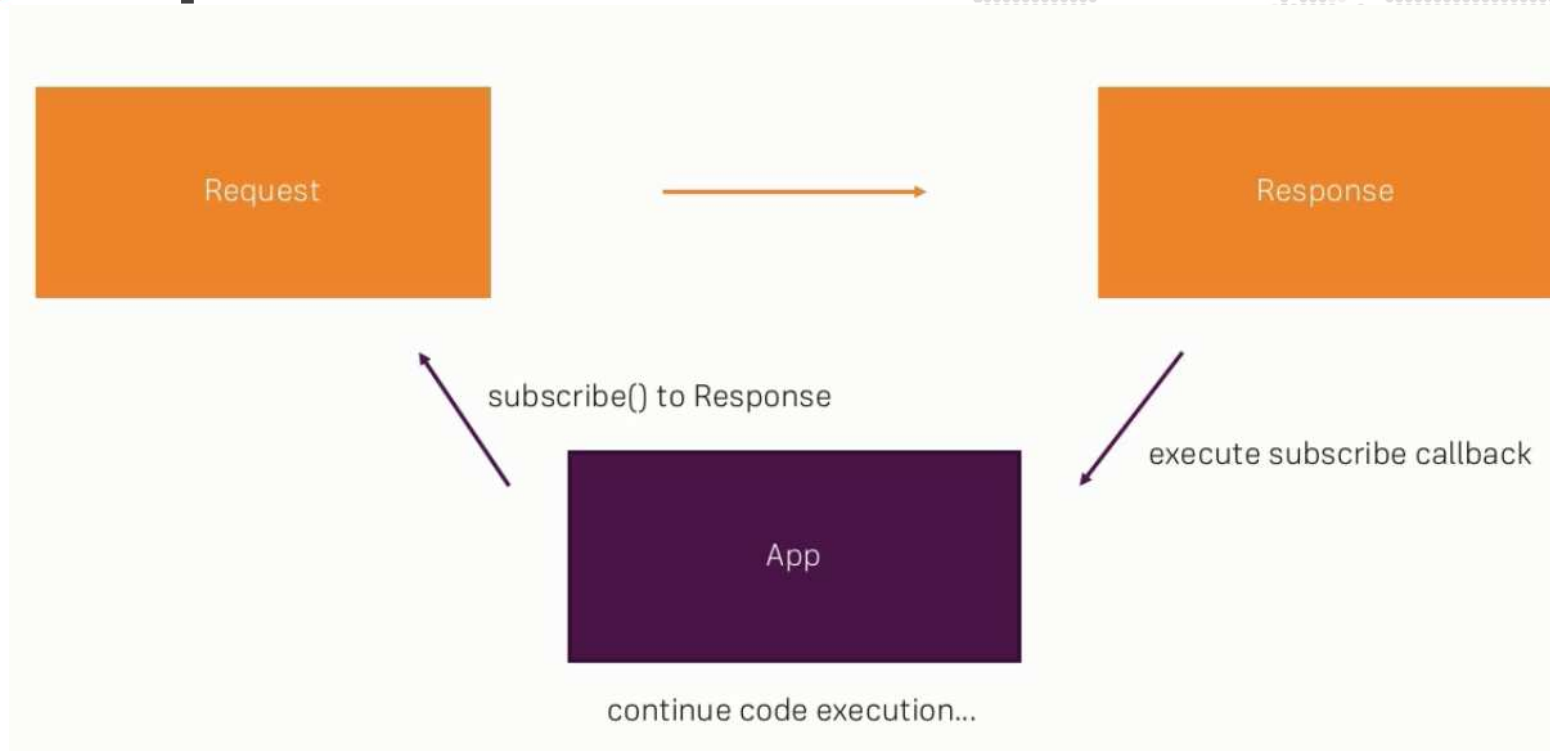 Request
Response
subscribe() to Response
execute subscribe callback
App
continue code execution...